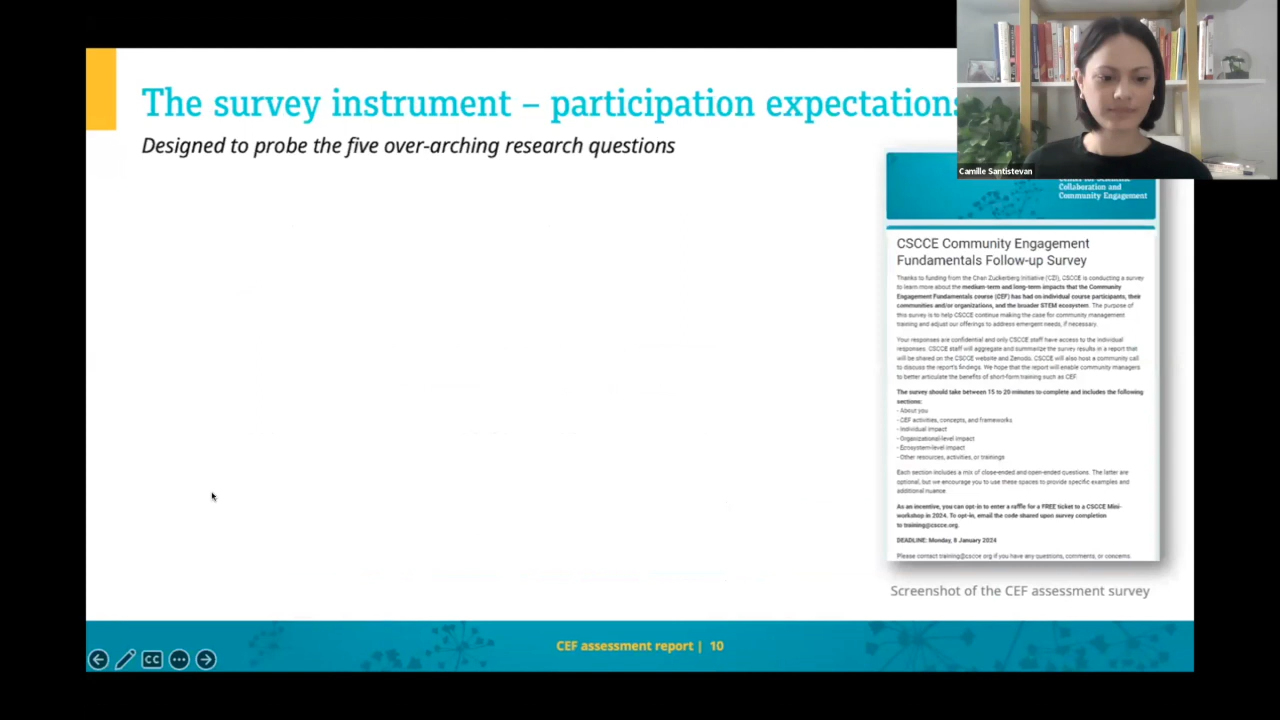 The survey instrument – participation expectations
Designed to probe the five over-arching research questions
Camille Santistevan
Collaboration and
Community Engagement
CSCCE Community Engagement
Fundamentals Follow-up Survey
Thanks to funding from the Chan Zuckerberg Initiative (CZI), CSCCE is conducting a survey
to learn more about the medium-term and long-term impacts that the Community
Engagement Fundamentals course (CEF) has had on individual course participants, their
communities and/or organizations, and the broader STEM ecosystem. The purpose of
this survey is to help CSCCE continue making the case for community management
training and adjust our offerings to address emergent needs, if necessary.
Your responses are confidential and only CSCCE staff have access to the individual
responses. CSCCE staff will aggregate and summarize the survey results in a report that
will be shared on the CSCCE website and Zenodo. CSCCE will also host a community call
to discuss the report's findings. We hope that the report will enable community managers
to better articulate the benefits of short-form training such as CEF.
The survey should take between 15 to 20 minutes to complete and includes the following
sections:
- About you
- CEF activities, concepts, and frameworks
- Individual impact
- Organizational-level impact
- Ecosystem-level impact
- Other resources, activities, or trainings
Each section includes a mix of close-ended and open-ended questions. The latter are
optional, but we encourage you to use these spaces to provide specific examples and
additional nuance.
As an incentive, you can opt-in to enter a raffle for a FREE ticket to a CSCCE Mini-
workshop in 2024. To opt-in, email the code shared upon survey completion
to training@cscce.org.
DEADLINE: Monday, 8 January 2024
Please contact training@cscce.org if you have any questions, comments, or concerns.
Screenshot of the CEF assessment survey
CEF assessment report | 10
CC